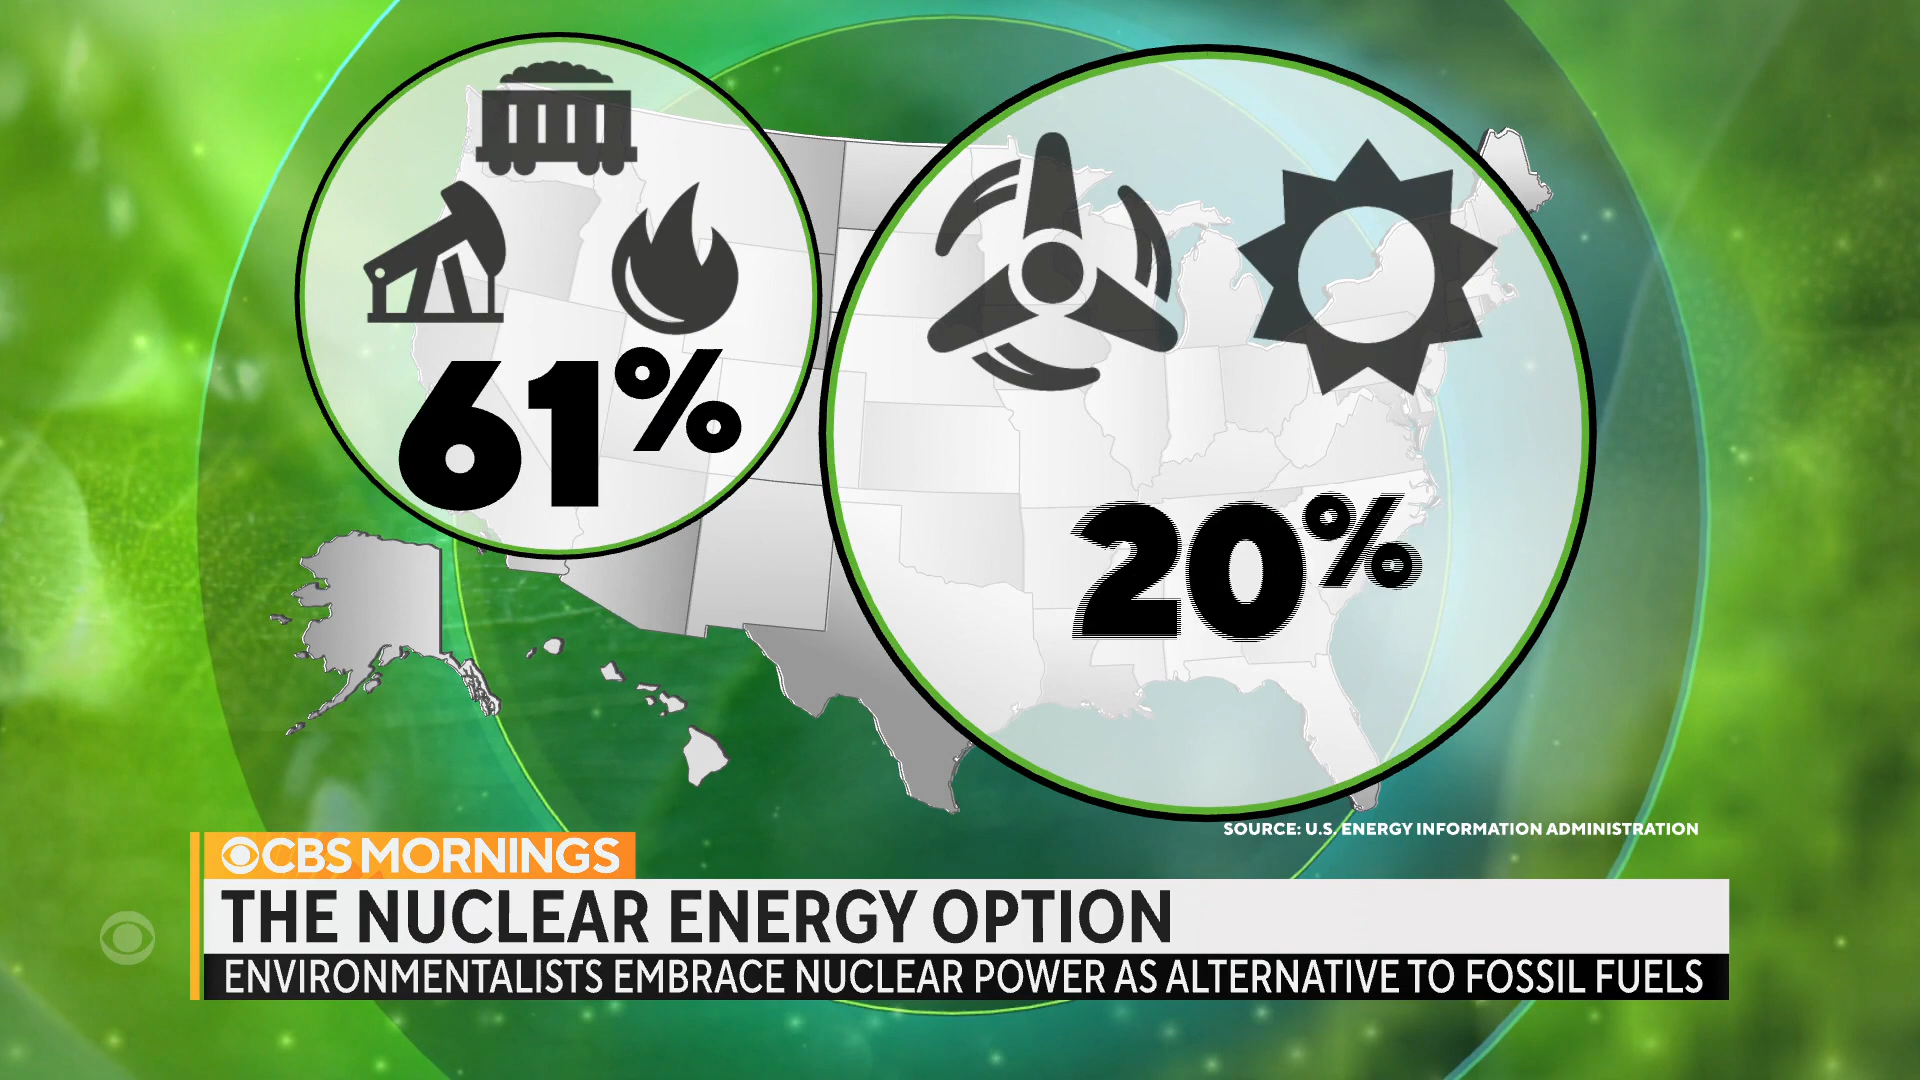 61%
20%
SOURCE: U.S. ENERGY INFORMATION ADMINISTRATION
CBS MORNINGS
THE NUCLEAR ENERGY OPTION
ENVIRONMENTALISTS EMBRACE NUCLEAR POWER AS ALTERNATIVE TO FOSSIL FUELS